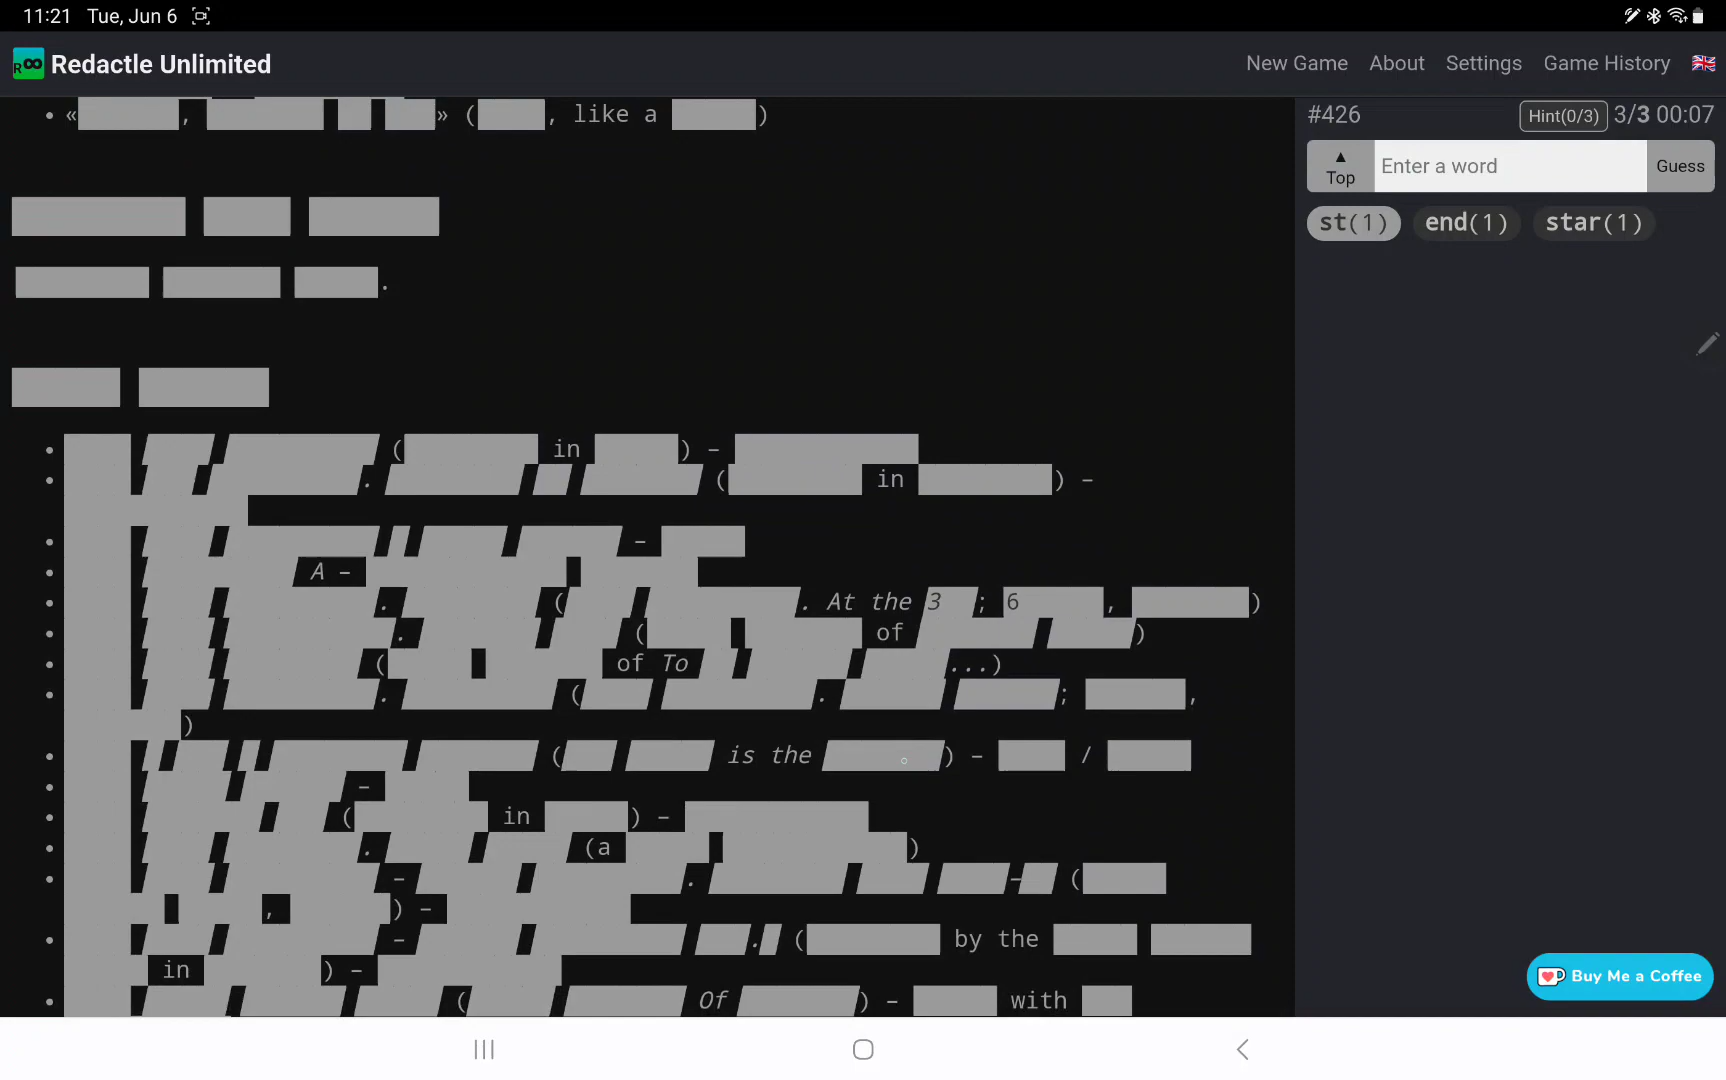 11:21 Tue, Jun 6
R∞ Redactle Unlimited
New Game About Settings Game History
« , » ( , like a )
#426 Hint(0/3) 3/3 00:07
▲ Top Enter a word Guess
st(1) end(1) star(1)
.
( in ) –
. ( in ) –
–
A –
. ( . At the 3 ; 6 , )
. ( of )
( of To ...)
. ( . ; ,
)
( is the ) – /
–
( in ) –
. (a )
– . – (
, ) –
– . ( by the
in ) –
( Of ) – with
Buy Me a Coffee